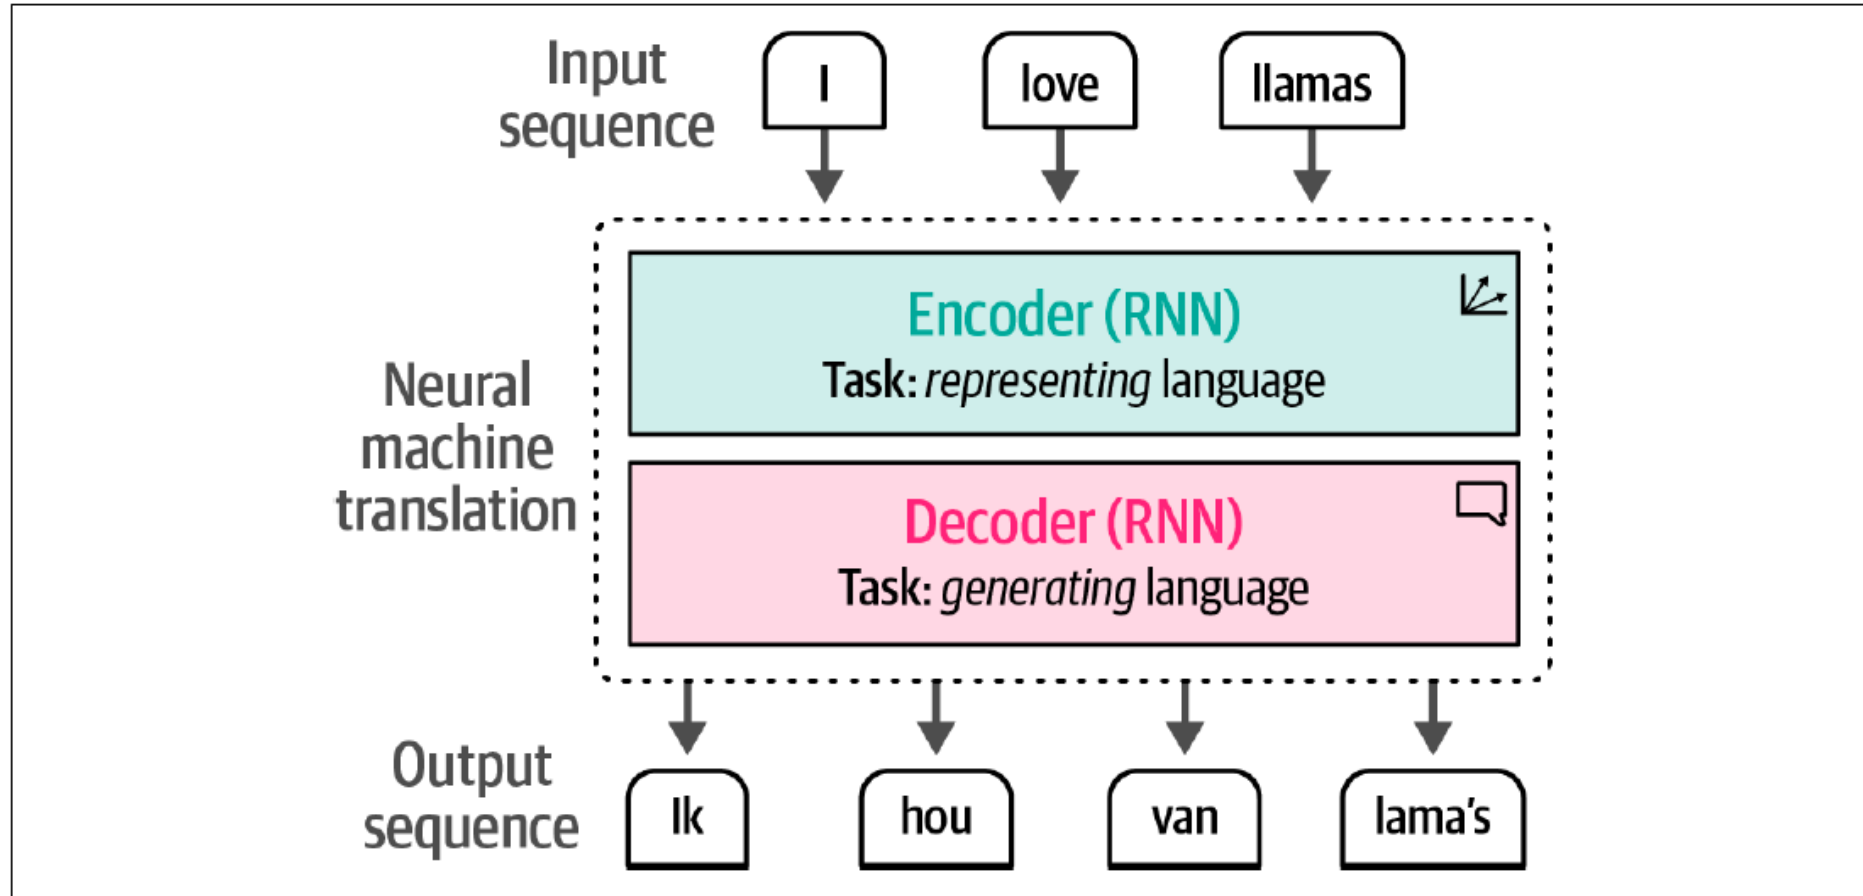 Input
sequence
I love llamas
Encoder (RNN)
Task: representing language
Neural
machine
translation
Decoder (RNN)
Task: generating language
Output
sequence
Ik hou van lama's